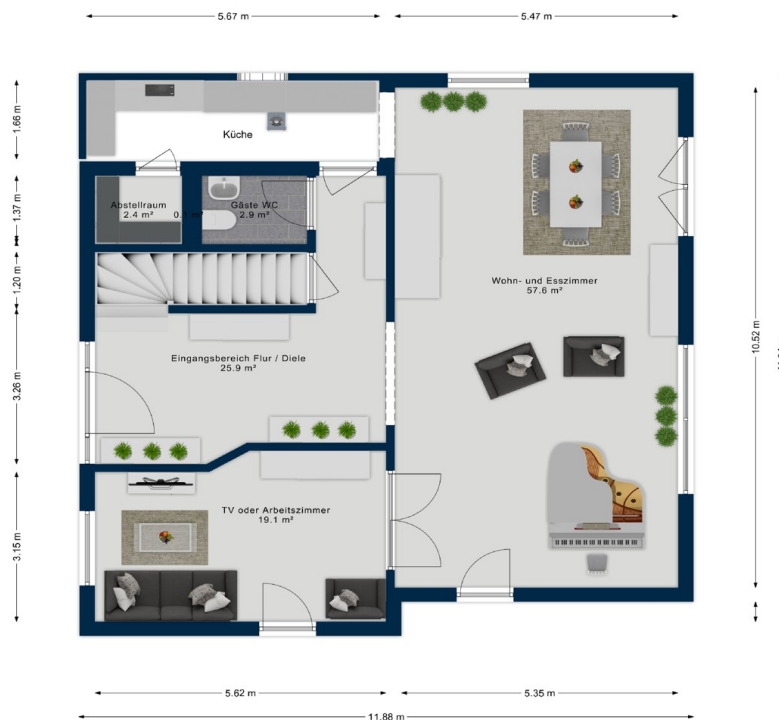 5.67 m
5.47 m
1.66 m
Küche
1.37 m
Abstellraum
2.4 m²
Gäste WC
2.9 m²
1.20 m
Wohn- und Esszimmer
57.6 m²
10.52 m
3.26 m
Eingangsbereich Flur / Diele
25.9 m²
3.15 m
TV oder Arbeitszimmer
19.1 m²
5.62 m
5.35 m
11.88 m